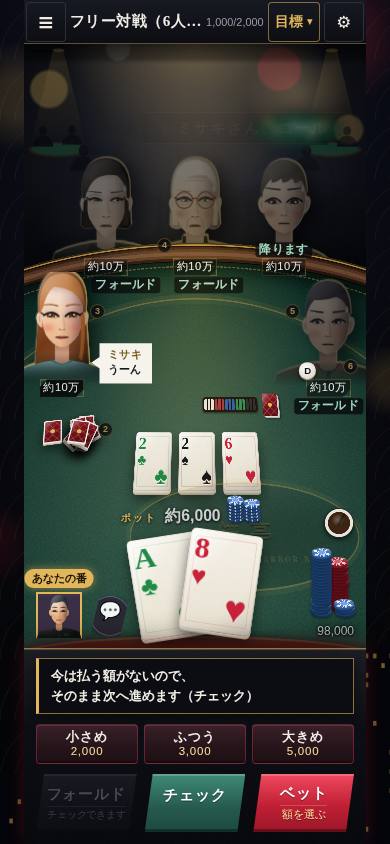 フリー対戦（6人…
1,000/2,000
目標 ▾
4
降ります
約10万
約10万
約10万
フォールド
フォールド
3
5
ミサキ
うーん
D
6
約10万
約10万
フォールド
2
2
2
6
ポット 約6,000
A
8
あなたの番
98,000
今は払う額がないので、
そのまま次へ進めます（チェック）
小さめ
2,000
ふつう
3,000
大きめ
5,000
フォールド
チェックできます
チェック
ベット
額を選ぶ